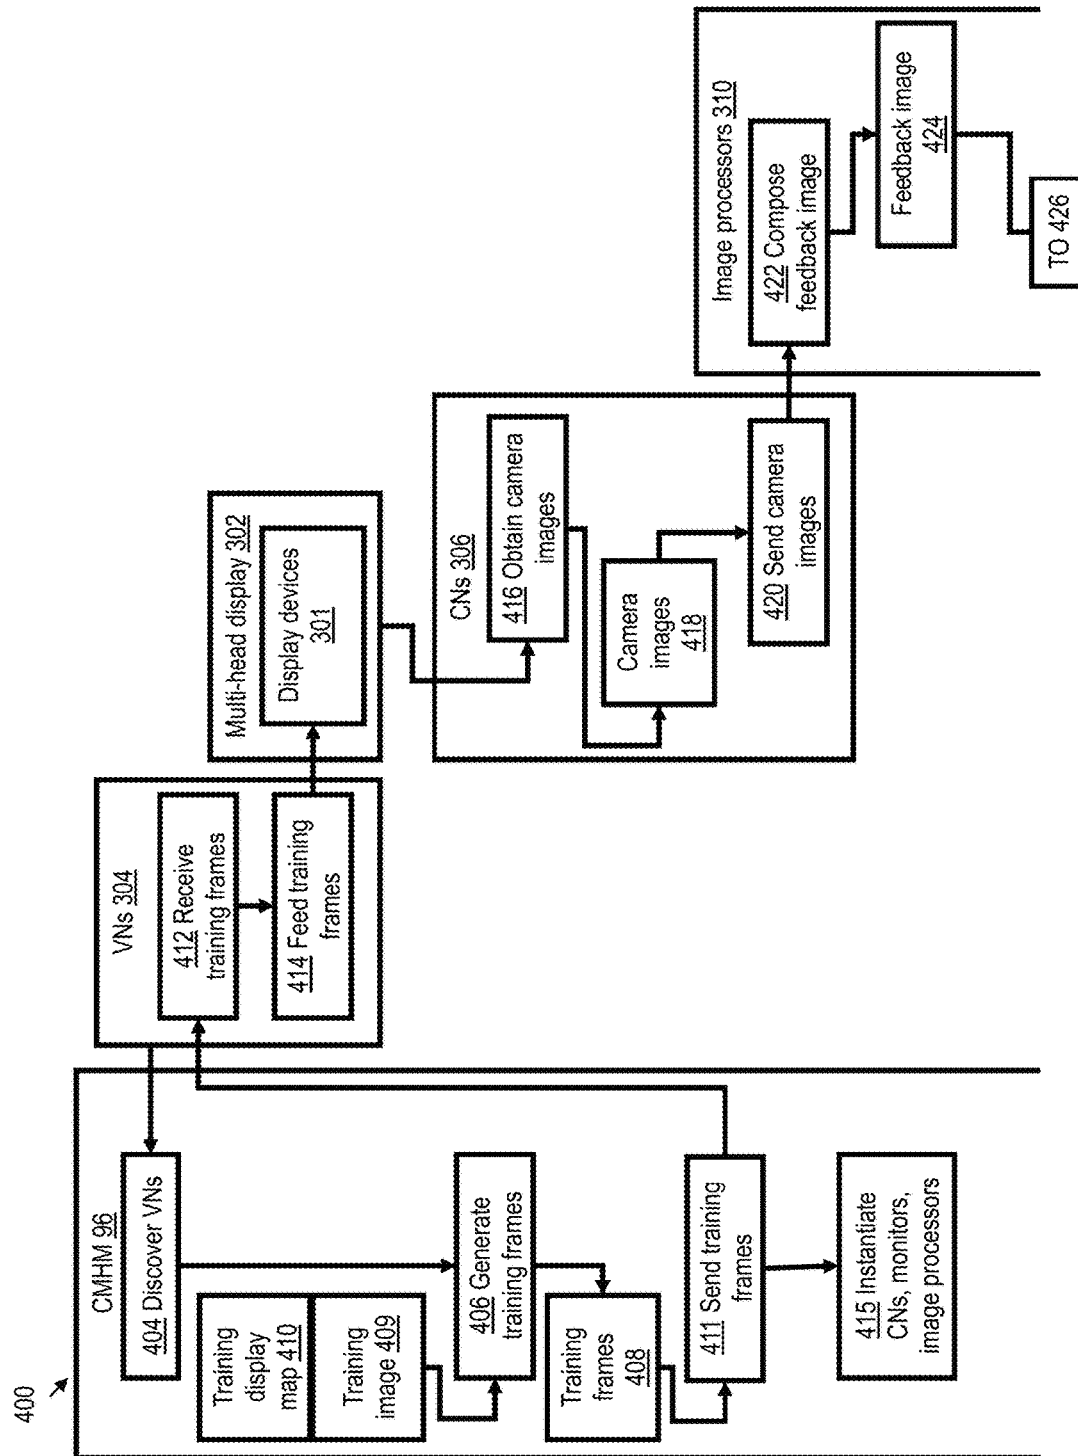 400
CMHM 96
404 Discover VNs
Training
display
map 410
Training
image 409
406 Generate
training frames
Training
frames
408
411 Send training
frames
415 Instantiate
CNs, monitors,
image processors
VNs 304
412 Receive
training frames
414 Feed training
frames
Multi-head display 302
Display devices
301
CNs 306
416 Obtain camera
images
Camera
images
418
420 Send camera
images
Image processors 310
422 Compose
feedback image
Feedback image
424
TO 426